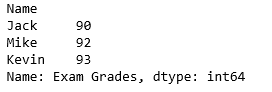 Name
Jack     90
Mike     92
Kevin    93
Name: Exam Grades, dtype: int64